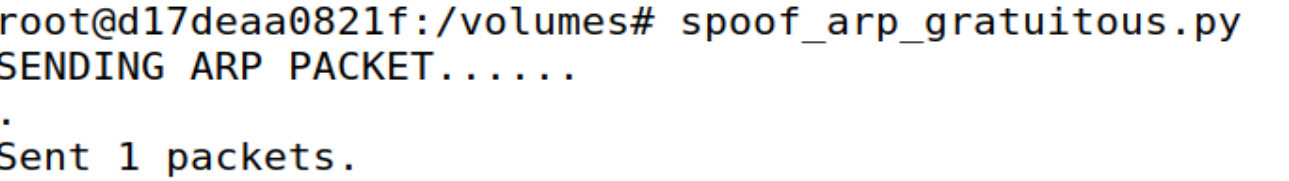 root@d17deaa0821f:/volumes# spoof_arp_gratuitous.py
SENDING ARP PACKET......
.
Sent 1 packets.